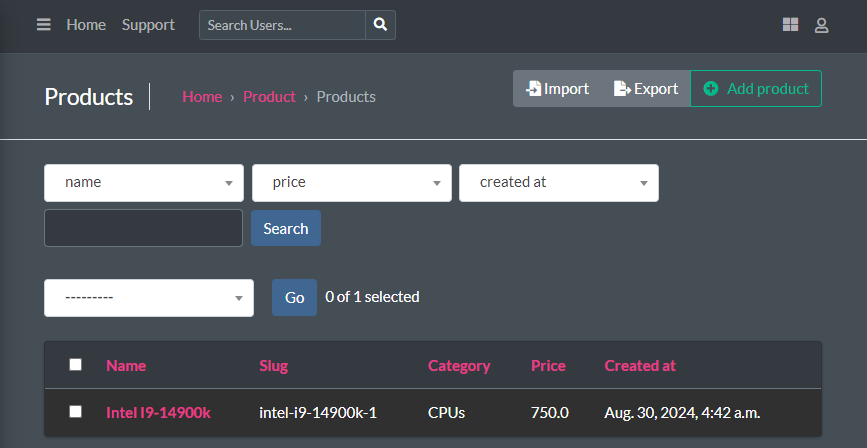 Home Support Search Users...
Products Home › Product › Products Import Export Add product
name price created at
Search
--------- Go 0 of 1 selected
Name Slug Category Price Created at
Intel I9-14900k intel-i9-14900k-1 CPUs 750.0 Aug. 30, 2024, 4:42 a.m.